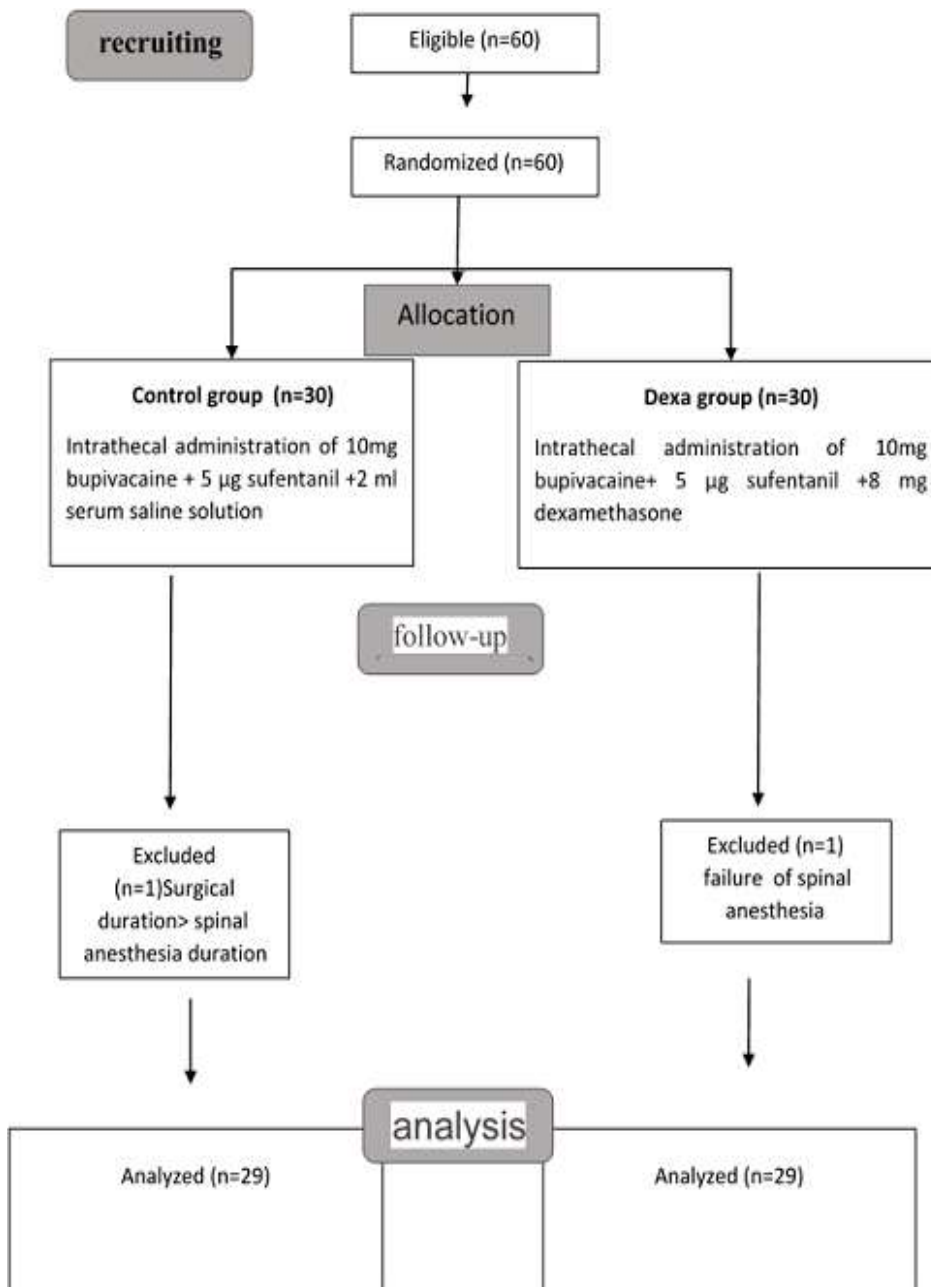 recruiting
Eligible (n=60)
Randomized (n=60)
Allocation
Control group (n=30)
Intrathecal administration of 10mg
bupivacaine + 5 µg sufentanil +2 ml
serum saline solution
Dexa group (n=30)
Intrathecal administration of 10mg
bupivacaine+ 5 µg sufentanil +8 mg
dexamethasone
follow-up
Excluded
(n=1)Surgical
duration> spinal
anesthesia duration
Excluded (n=1)
failure of spinal
anesthesia
analysis
Analyzed (n=29)
Analyzed (n=29)